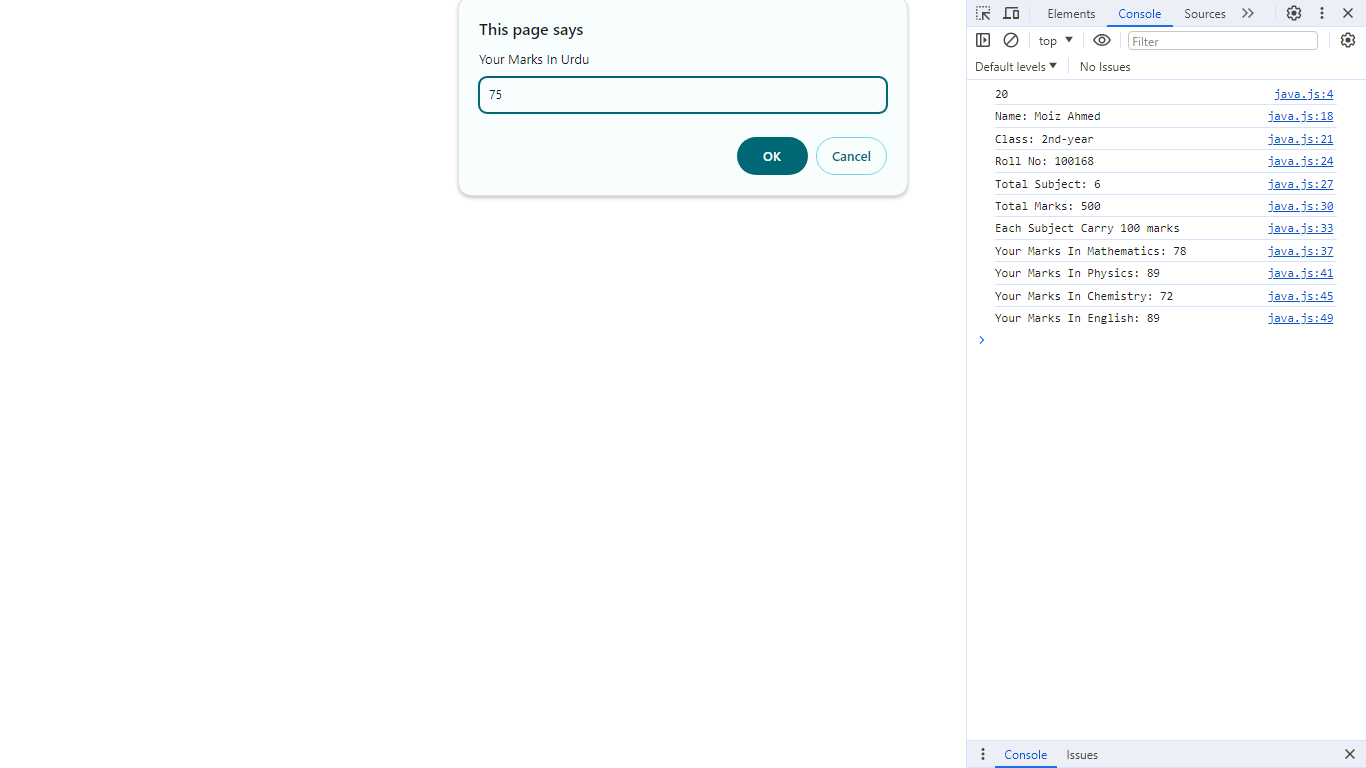 This page says
Your Marks In Urdu
75
OK Cancel
Elements Console Sources
top Filter
Default levels No Issues
20 java.js:4
Name: Moiz Ahmed java.js:18
Class: 2nd-year java.js:21
Roll No: 100168 java.js:24
Total Subject: 6 java.js:27
Total Marks: 500 java.js:30
Each Subject Carry 100 marks java.js:33
Your Marks In Mathematics: 78 java.js:37
Your Marks In Physics: 89 java.js:41
Your Marks In Chemistry: 72 java.js:45
Your Marks In English: 89 java.js:49
Console Issues